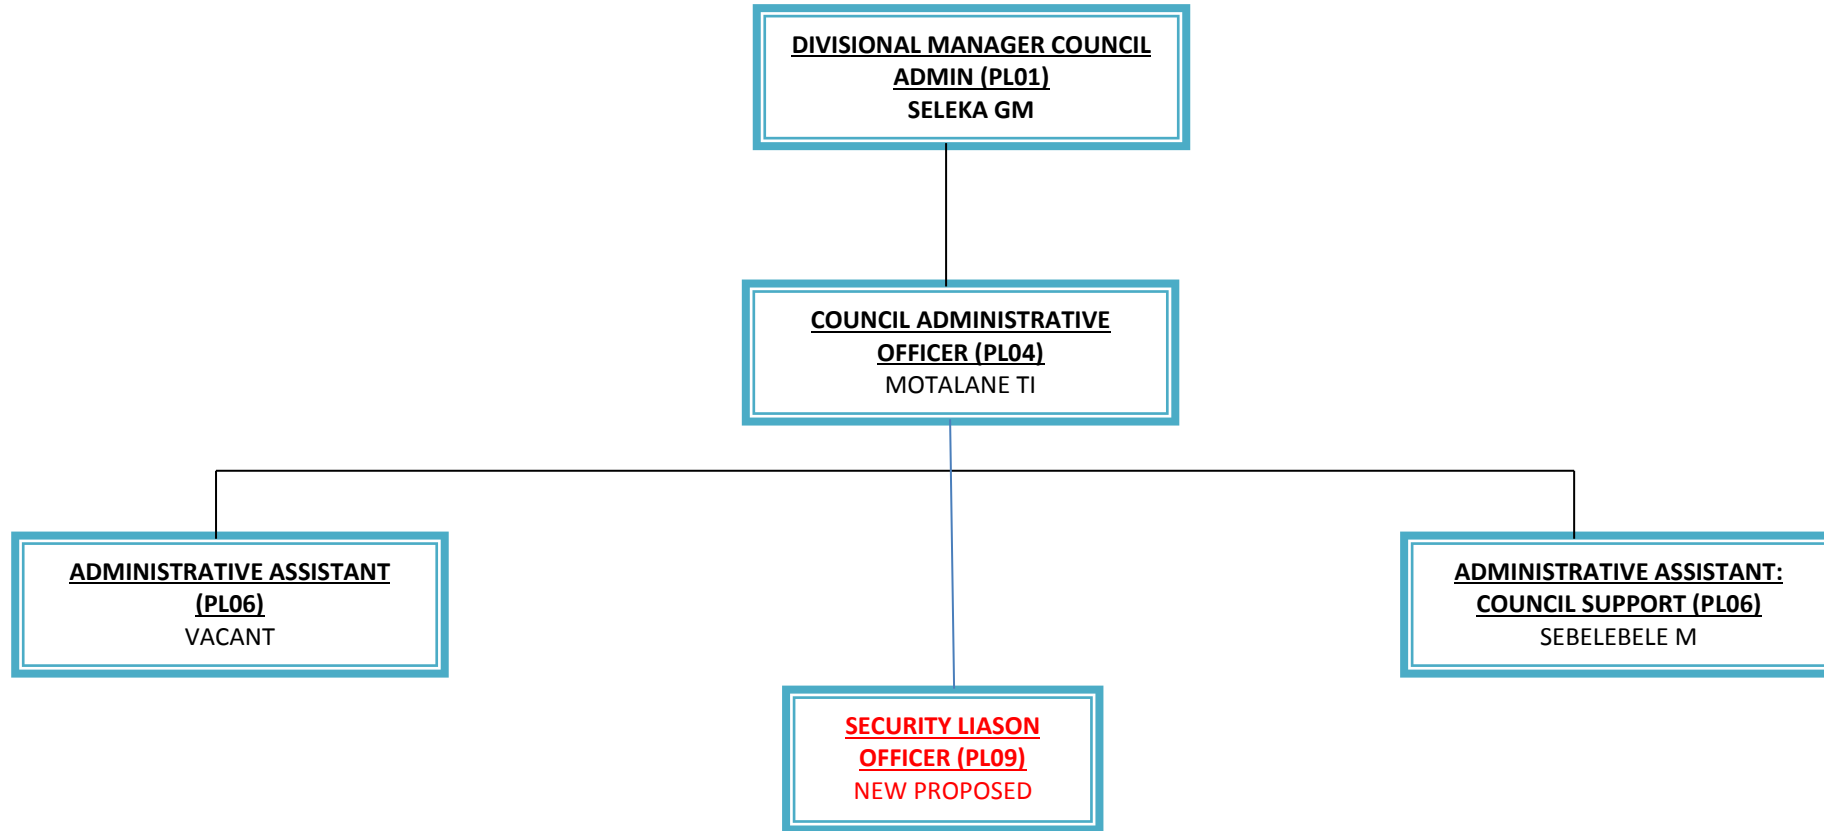 DIVISIONAL MANAGER COUNCIL
ADMIN (PL01)
SELEKA GM
COUNCIL ADMINISTRATIVE
OFFICER (PL04)
MOTALANE TI
ADMINISTRATIVE ASSISTANT
(PL06)
VACANT
ADMINISTRATIVE ASSISTANT:
COUNCIL SUPPORT (PL06)
SEBELEBELE M
SECURITY LIASON
OFFICER (PL09)
NEW PROPOSED